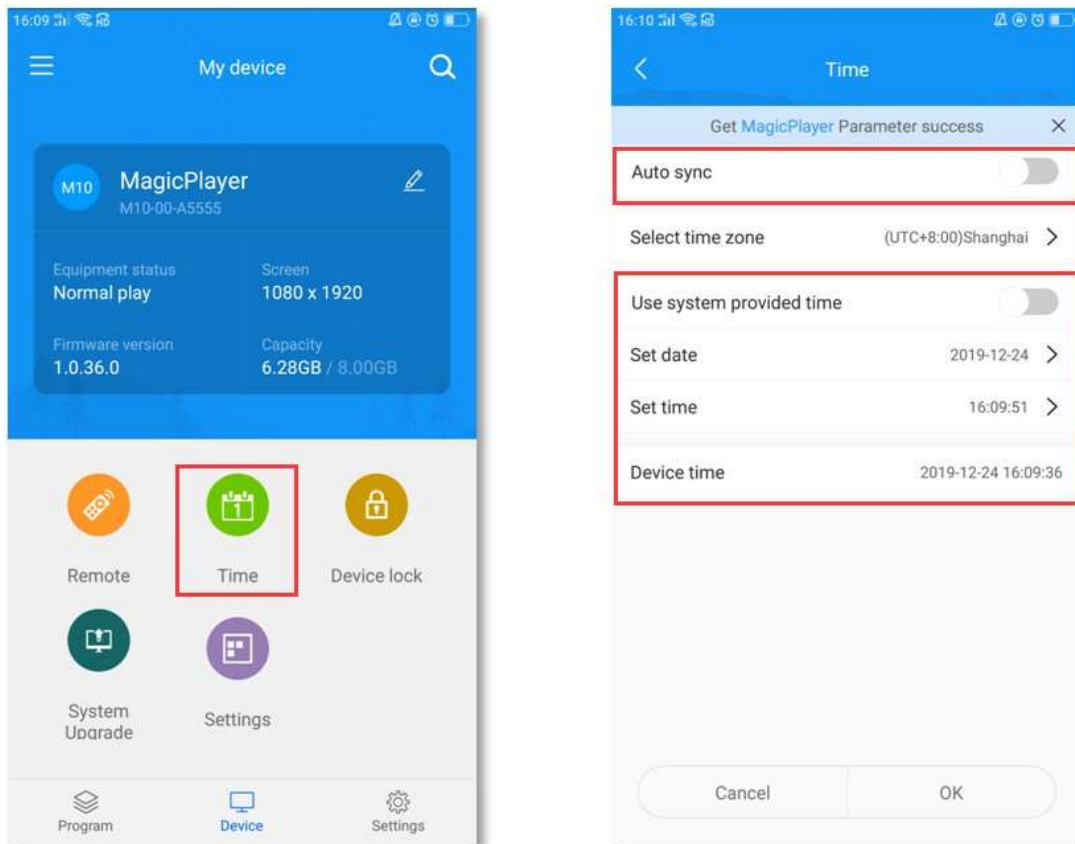 16:09
My device
M10
MagicPlayer
M10-00-A5555
Equipment status
Screen
Normal play
1080 x 1920
Firmware version
Capacity
1.0.36.0
6.28GB / 8.00GB
1
Remote
Time
Device lock
System
Upgrade
Settings
Program
Device
Settings
16:10
Time
Get MagicPlayer Parameter success
Auto sync
Select time zone
(UTC+8:00)Shanghai
Use system provided time
Set date
2019-12-24
Set time
16:09:51
Device time
2019-12-24 16:09:36
Cancel
OK